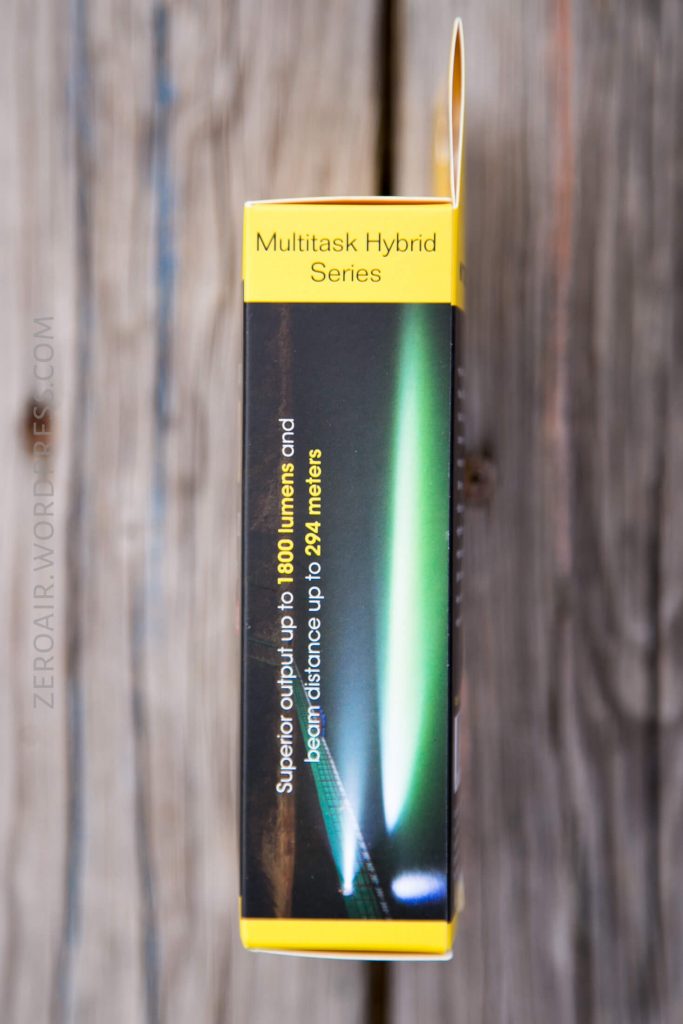 Multitask Hybrid
Series
Superior output up to 1800 lumens and
beam distance up to 294 meters
ZEROAIR.WORDPRESS.COM